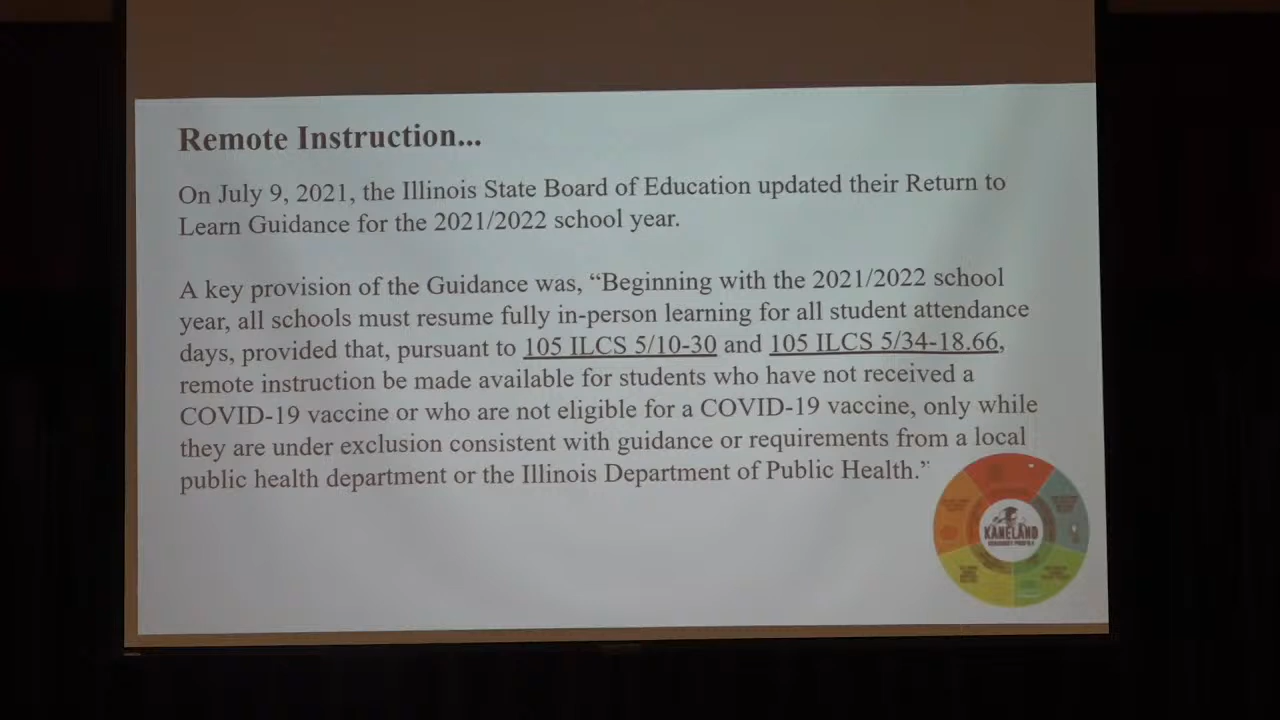 Remote Instruction...
On July 9, 2021, the Illinois State Board of Education updated their Return to
Learn Guidance for the 2021/2022 school year.
A key provision of the Guidance was, “Beginning with the 2021/2022 school
year, all schools must resume fully in-person learning for all student attendance
days, provided that, pursuant to 105 ILCS 5/10-30 and 105 ILCS 5/34-18.66,
remote instruction be made available for students who have not received a
COVID-19 vaccine or who are not eligible for a COVID-19 vaccine, only while
they are under exclusion consistent with guidance or requirements from a local
public health department or the Illinois Department of Public Health.”
KANELAND